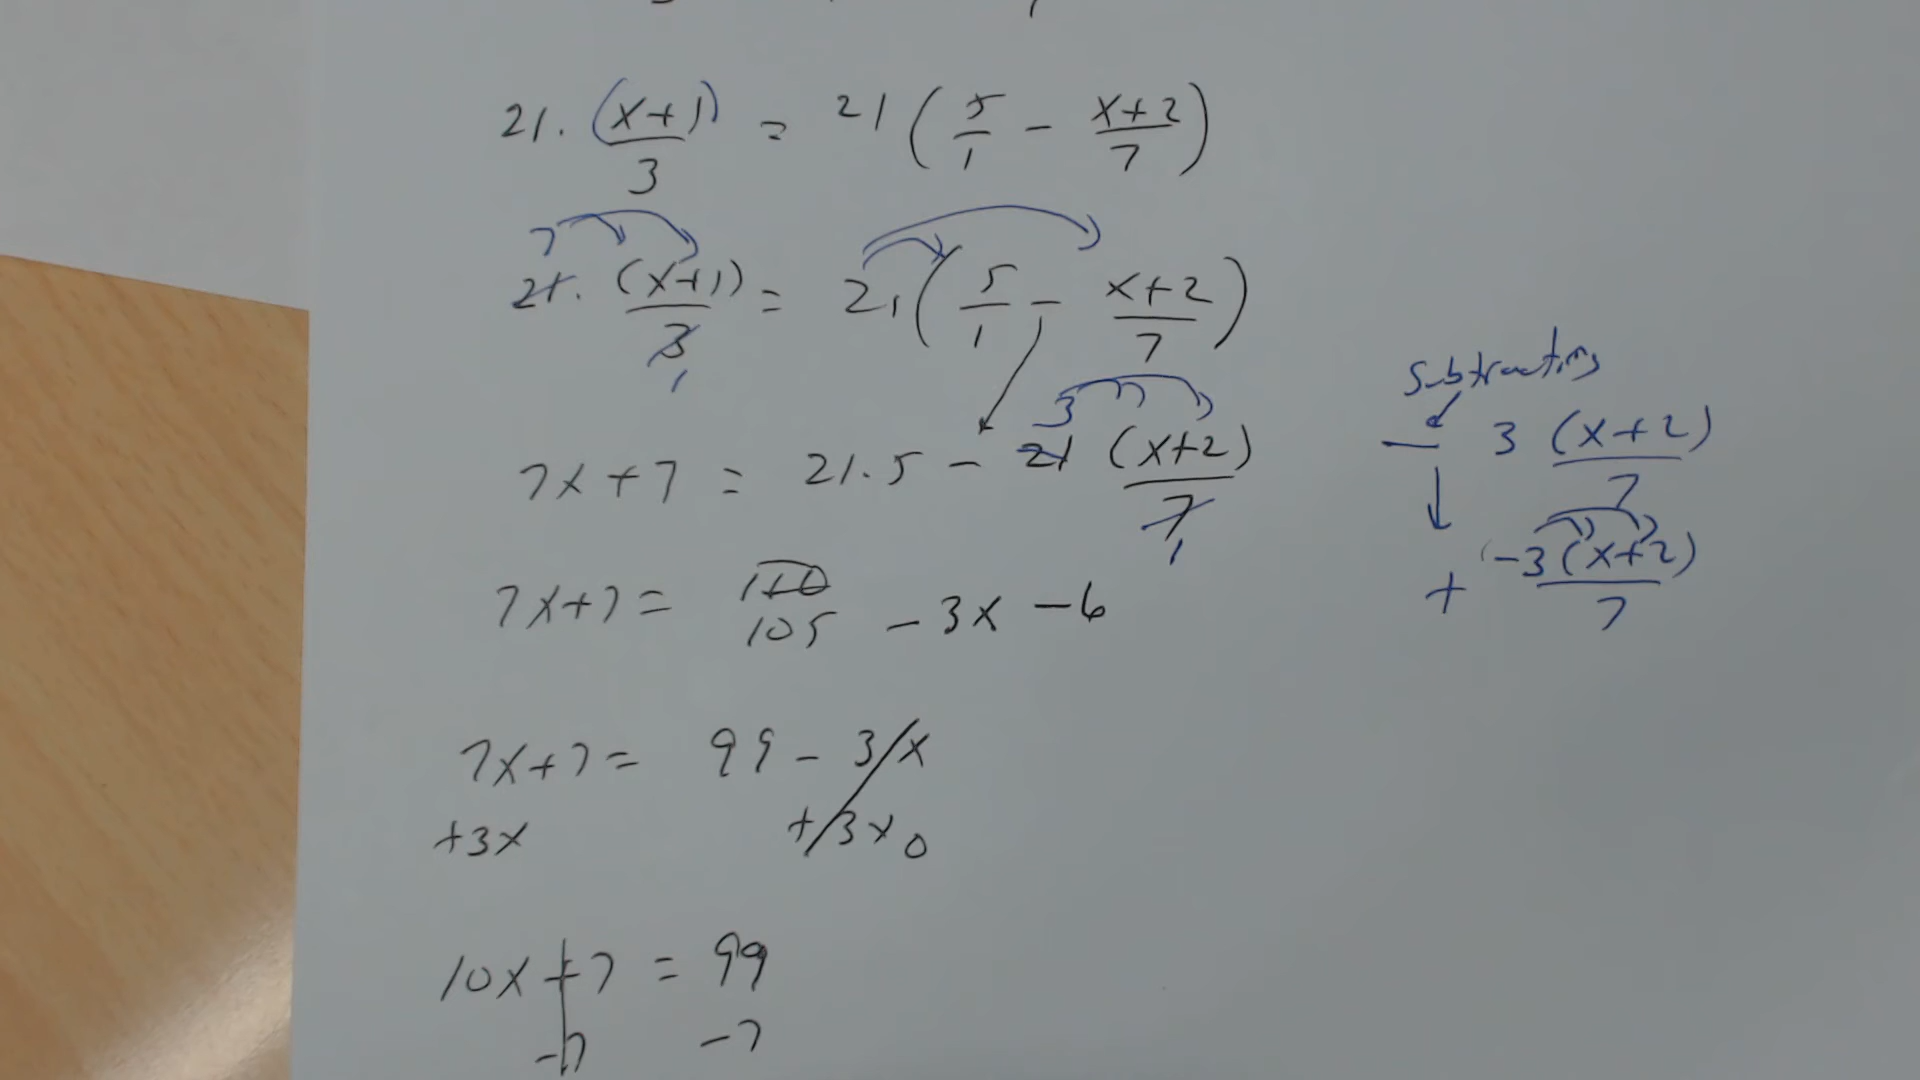 21 · (x+1)/3 = 21 ( 5/1 − x+2/7 )
7
21 · (x+1)/3 = 21 ( 5/1 − x+2/7 )
1
3
7x + 7 = 21 · 5 − 21 (x+2)/7
1
7x+7 = 110
105 − 3x − 6
7x+7 = 99 − 3x
+3x +3x 0
10x + 7 = 99
−7 −7
Subtracting
− 3 (x+2)/7
+ −3(x+2)/7